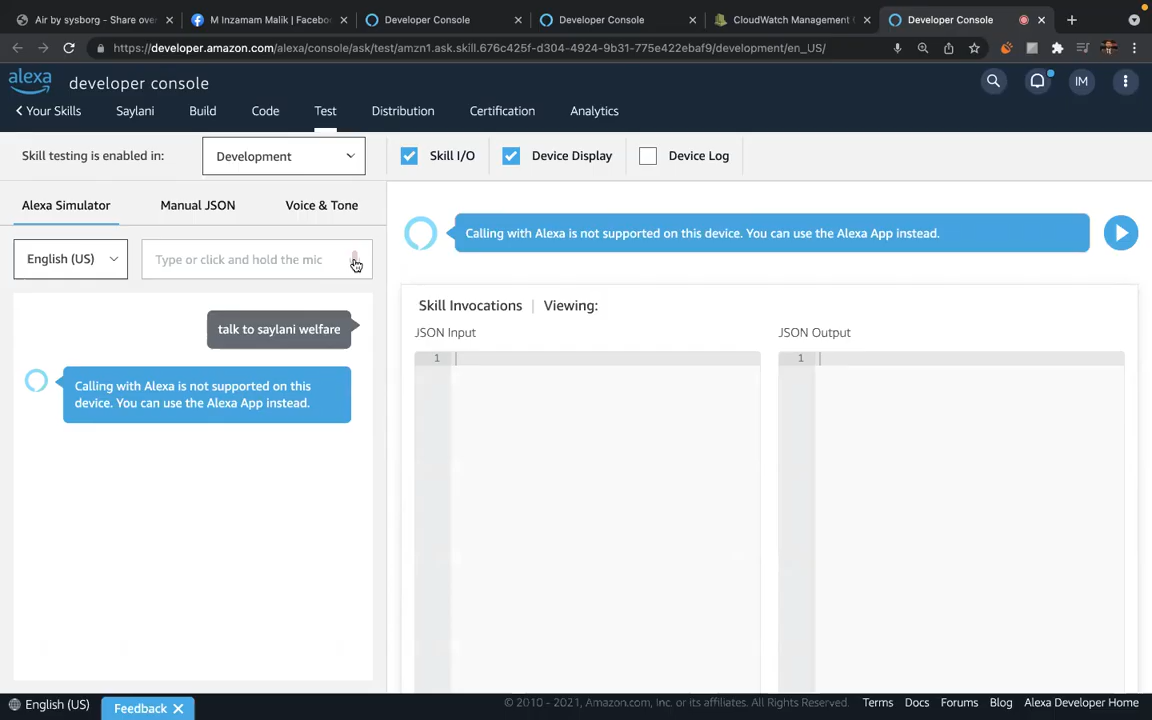 Air by sysborg - Share over
M Inzamam Malik | Facebo
Developer Console
Developer Console
CloudWatch Management C
Developer Console
https://developer.amazon.com/alexa/console/ask/test/amzn1.ask.skill.676c425f-d304-4924-9b31-775e422ebaf9/development/en_US/
alexa developer console
IM
Your Skills Saylani Build Code Test Distribution Certification Analytics
Skill testing is enabled in: Development Skill I/O Device Display Device Log
Alexa Simulator Manual JSON Voice & Tone
English (US) Type or click and hold the mic
Calling with Alexa is not supported on this device. You can use the Alexa App instead.
talk to saylani welfare
Calling with Alexa is not supported on this
device. You can use the Alexa App instead.
Skill Invocations | Viewing:
JSON Input JSON Output
1 1
English (US) Feedback © 2010 - 2021, Amazon.com, Inc. or its affiliates. All Rights Reserved. Terms Docs Forums Blog Alexa Developer Home